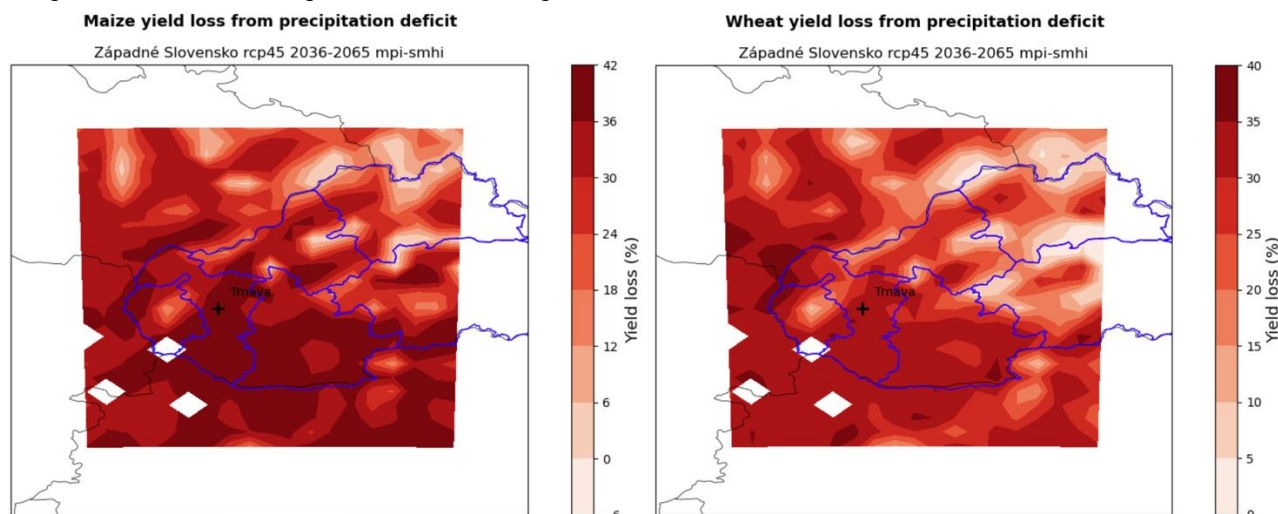 Maize yield loss from precipitation deficit
Západné Slovensko rcp45 2036-2065 mpi-smhi
Trnava
42
36
30
24
18
12
6
0
Yield loss (%)
Wheat yield loss from precipitation deficit
Západné Slovensko rcp45 2036-2065 mpi-smhi
Trnava
40
35
30
25
20
15
10
5
Yield loss (%)